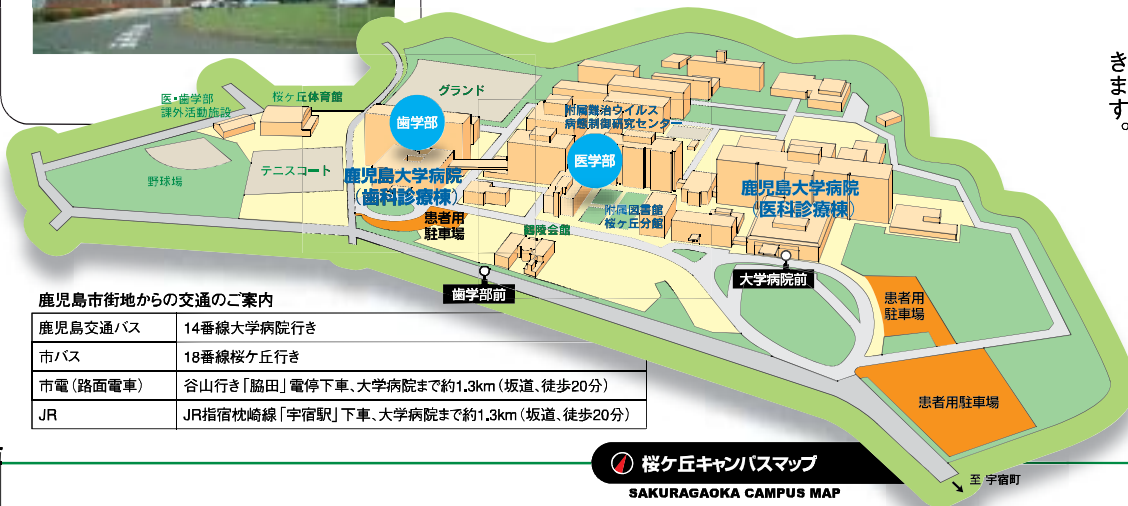 きます。
医・歯学部
課外活動施設
桜ヶ丘体育館
グランド
歯学部
附属難治ウイルス
病態制御研究センター
医学部
野球場
テニスコート
鹿児島大学病院
(歯科診療棟)
患者用
駐車場
鹿児島大学病院
(医科診療棟)
附属図書館
桜ヶ丘分館
鶴陵会館
歯学部前
大学病院前
患者用
駐車場
患者用駐車場
鹿児島市街地からの交通のご案内
鹿児島交通バス 14番線大学病院行き
市バス 18番線桜ケ丘行き
市電(路面電車) 谷山行き「脇田」電停下車、大学病院まで約1.3km(坂道、徒歩20分)
JR JR指宿枕崎線「宇宿駅」下車、大学病院まで約1.3km(坂道、徒歩20分)
桜ケ丘キャンパスマップ
SAKURAGAOKA CAMPUS MAP
至 宇宿町